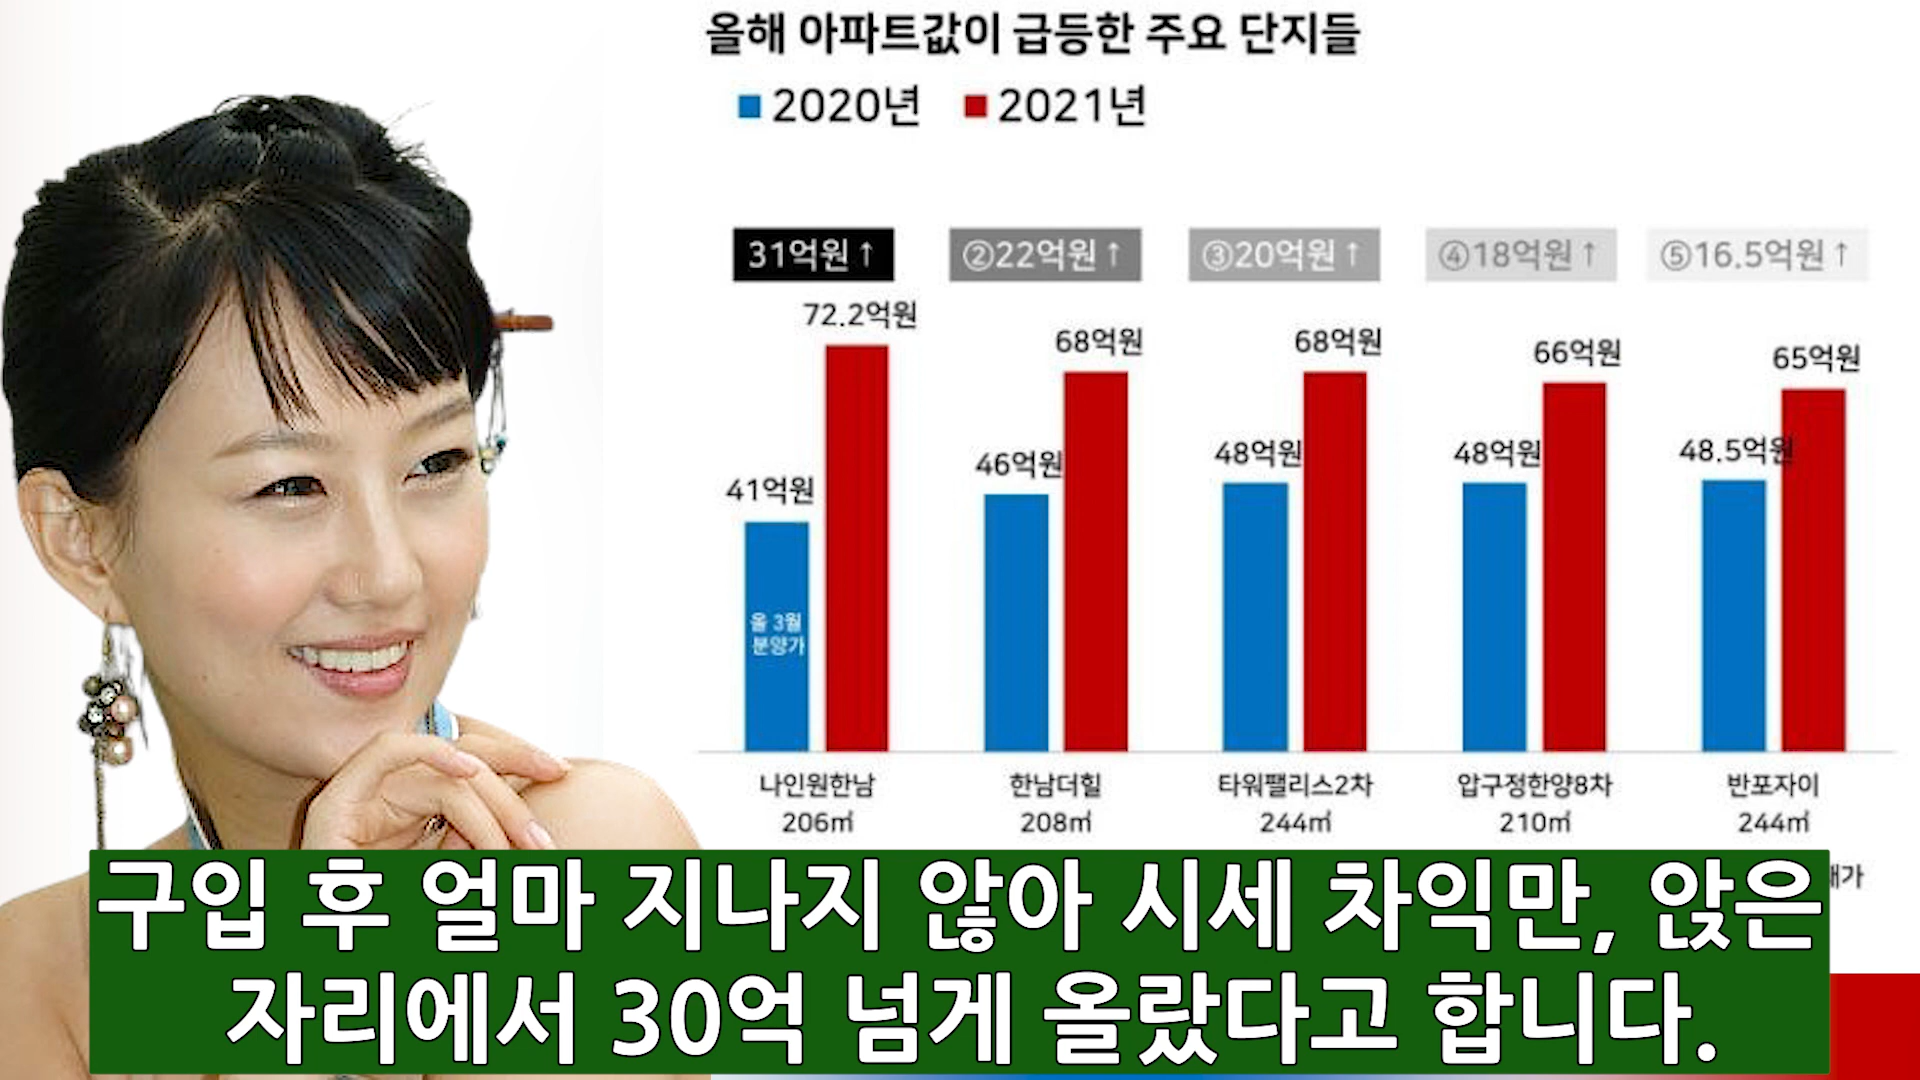 올해 아파트값이 급등한 주요 단지들
2020년 2021년
31억원↑ ②22억원↑ ③20억원↑ ④18억원↑ ⑤16.5억원↑
72.2억원 68억원 68억원 66억원 65억원
41억원 46억원 48억원 48억원 48.5억원
올 3월
분양가
나인원한남 한남더힐 타워팰리스2차 압구정한양8차 반포자이
206㎡ 208㎡ 244㎡ 210㎡ 244㎡
구입 후 얼마 지나지 않아 시세 차익만, 앉은
자리에서 30억 넘게 올랐다고 합니다.